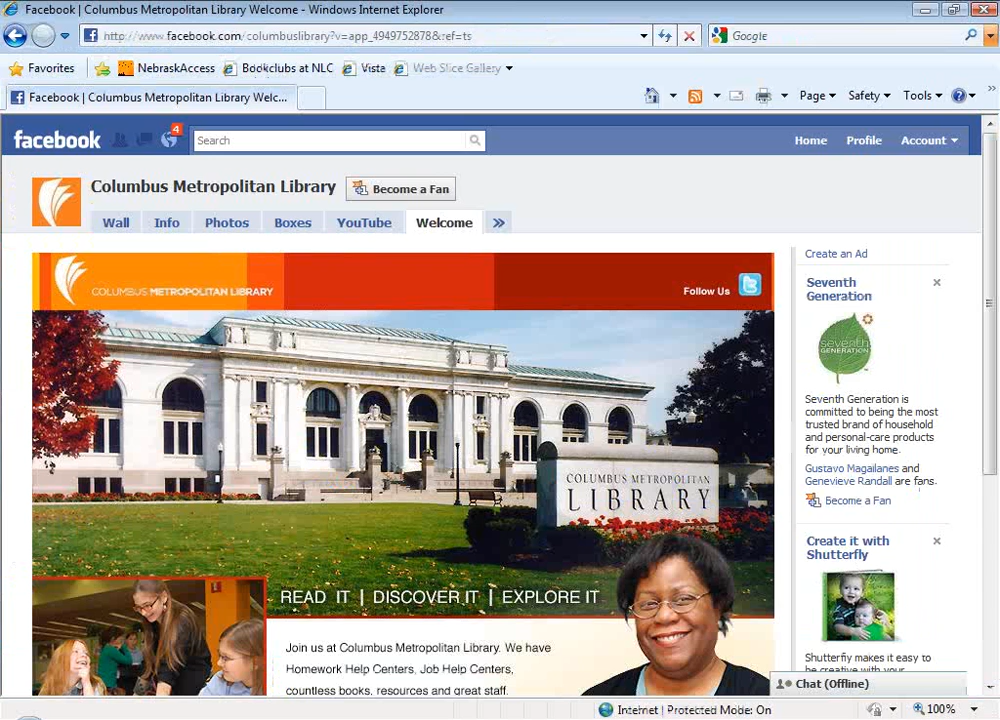 Facebook | Columbus Metropolitan Library Welcome - Windows Internet Explorer
http://www.facebook.com/columbuslibrary?v=app_4949752878&ref=ts
Google
Favorites
NebraskAccess
Bookclubs at NLC
Vista
Web Slice Gallery
Facebook | Columbus Metropolitan Library Welc...
Page
Safety
Tools
facebook
4
Search
Home
Profile
Account
Columbus Metropolitan Library
Become a Fan
Wall
Info
Photos
Boxes
YouTube
Welcome
COLUMBUS METROPOLITAN LIBRARY
Follow Us
COLUMBUS METROPOLITAN
LIBRARY
READ IT | DISCOVER IT | EXPLORE IT
Join us at Columbus Metropolitan Library. We have
Homework Help Centers, Job Help Centers,
countless books, resources and great staff.
Create an Ad
Seventh
Generation
seventh
GENERATION
Seventh Generation is
committed to being the most
trusted brand of household
and personal-care products
for your living home.
Gustavo Magailanes and
Genevieve Randall are fans.
Become a Fan
Create it with
Shutterfly
Shutterfly makes it easy to
be creative with your
Chat (Offline)
Internet | Protected Mode: On
100%